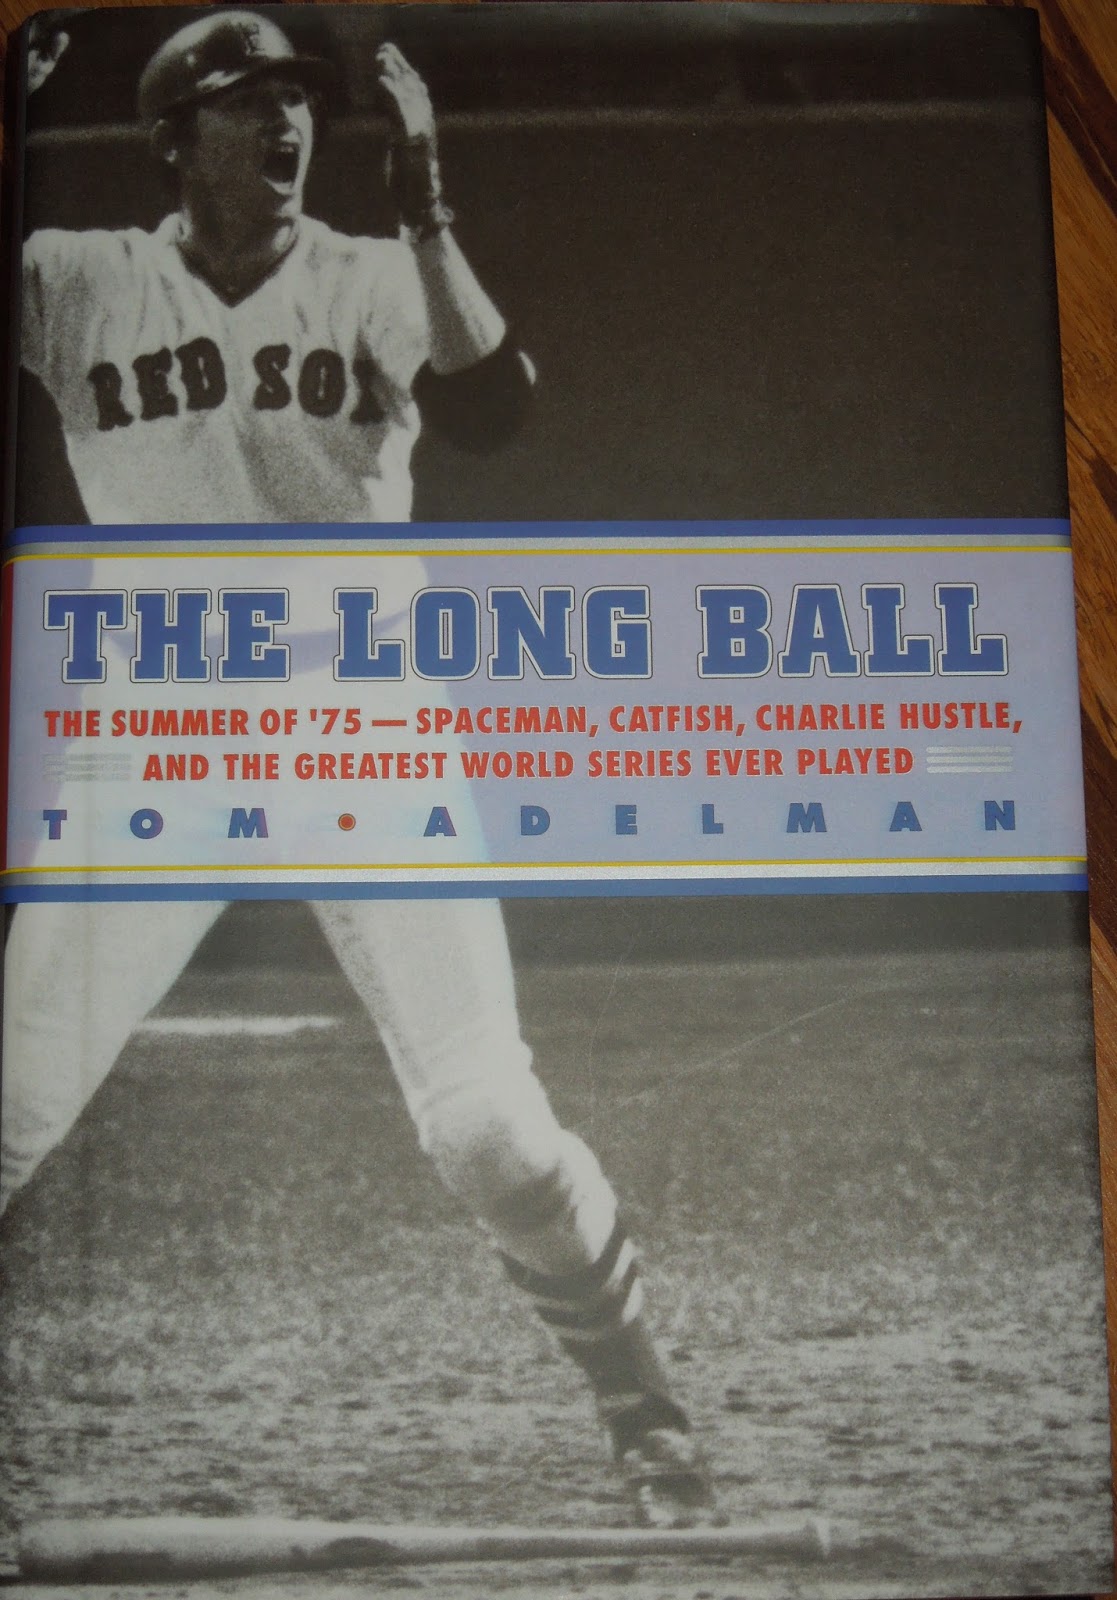 RED SOX
THE LONG BALL
THE SUMMER OF '75 — SPACEMAN, CATFISH, CHARLIE HUSTLE,
AND THE GREATEST WORLD SERIES EVER PLAYED
TOM • ADELMAN